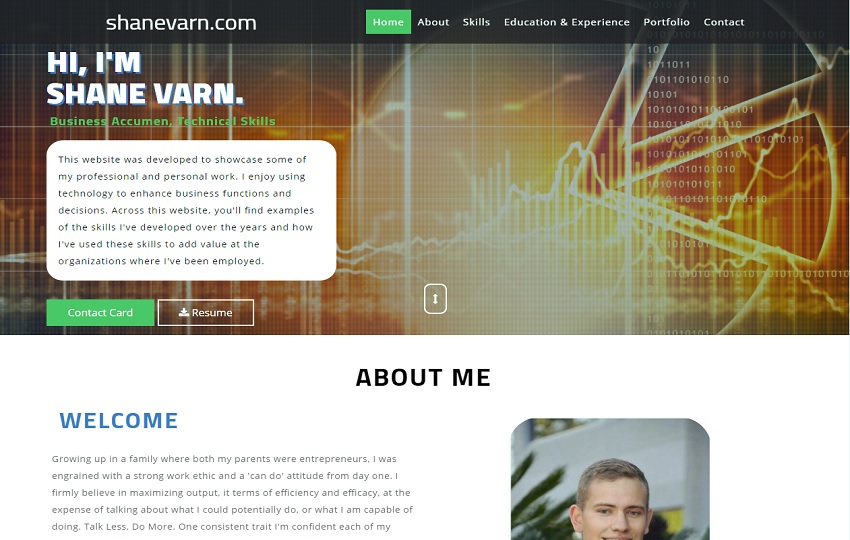 shanevarn.com
Home About Skills Education & Experience Portfolio Contact
HI, I'M
SHANE VARN.
Business Accumen, Technical Skills
This website was developed to showcase some of
my professional and personal work. I enjoy using
technology to enhance business functions and
decisions. Across this website, you'll find examples
of the skills I've developed over the years and how
I've used these skills to add value at the
organizations where I've been employed.
Contact Card Resume
ABOUT ME
WELCOME
Growing up in a family where both my parents were entrepreneurs, I was
engrained with a strong work ethic and a 'can do' attitude from day one. I
firmly believe in maximizing output, it terms of efficiency and efficacy, at the
expense of talking about what I could potentially do, or what I am capable of
doing. Talk Less. Do More. One consistent trait I'm confident each of my